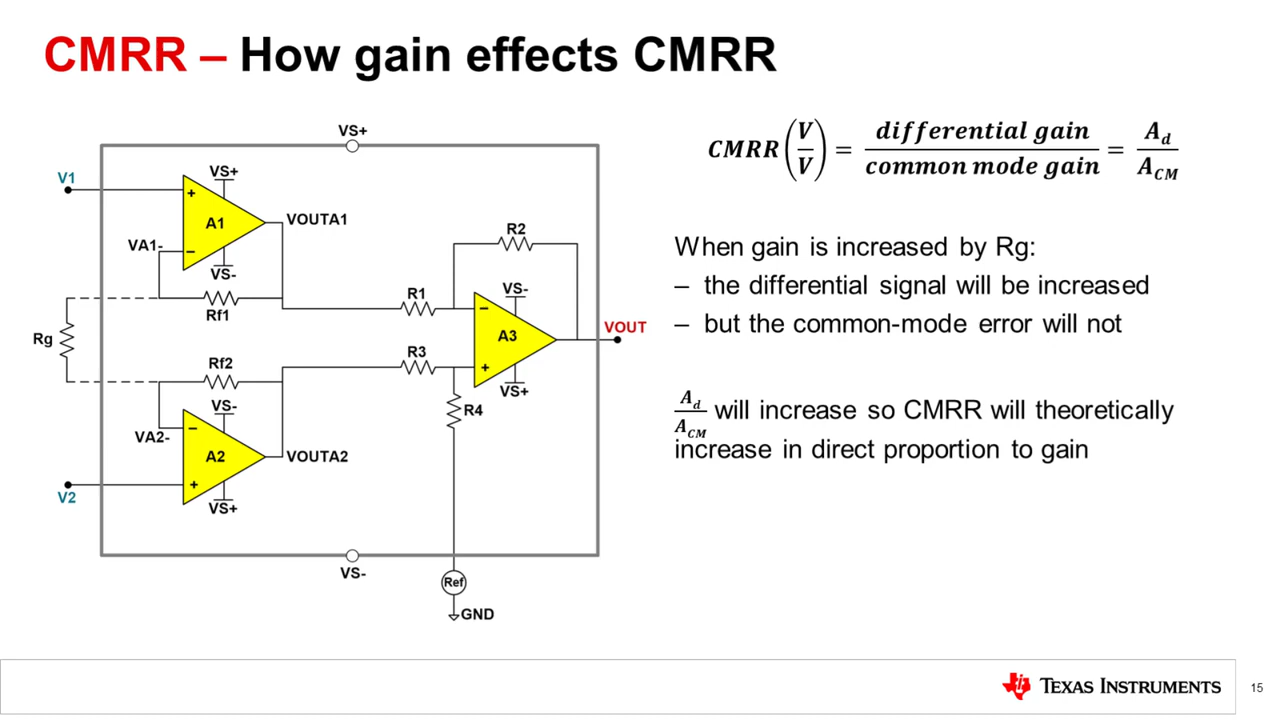 CMRR – How gain effects CMRR
VS+
V1
VS+
+
A1
VOUTA1
VA1-
–
VS-
Rf1
Rg
Rf2
VS-
–
VA2-
A2
VOUTA2
+
V2
VS+
R2
R1
VS-
–
A3
VOUT
R3
+
VS+
R4
VS-
Ref
GND
CMRR(V/V) = differential gain / common mode gain = A_d / A_CM
When gain is increased by Rg:
– the differential signal will be increased
– but the common-mode error will not
A_d / A_CM will increase so CMRR will theoretically
increase in direct proportion to gain
TEXAS INSTRUMENTS
15